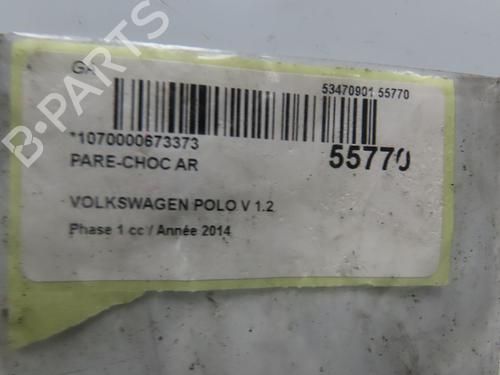 53470901 55770
*1070000673373
55770
PARE-CHOC AR
VOLKSWAGEN POLO V 1.2
Phase 1 cc / Année 2014
B-PARTS